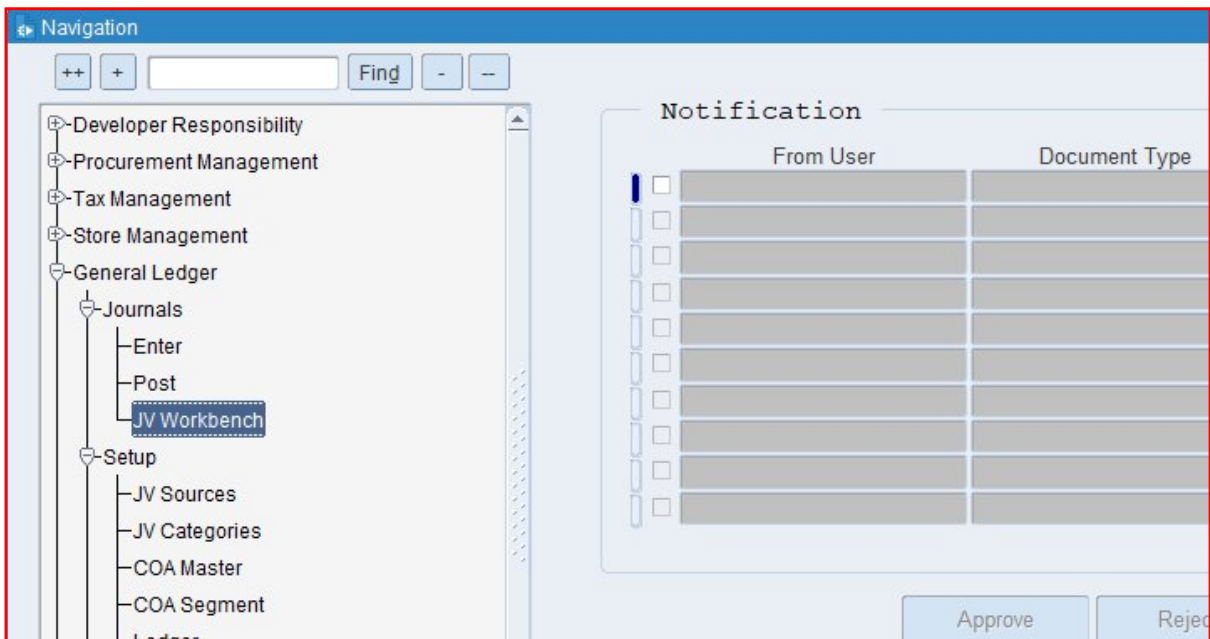 Navigation
++ + Find - --
Developer Responsibility
Procurement Management
Tax Management
Store Management
General Ledger
Journals
Enter
Post
JV Workbench
Setup
JV Sources
JV Categories
COA Master
COA Segment
Notification
From User Document Type
Approve